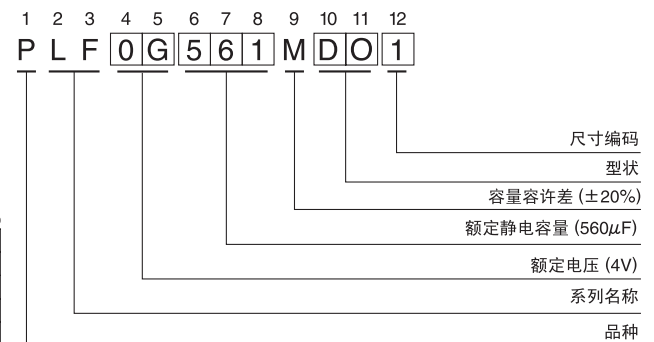 1 2 3 4 5 6 7 8 9 10 11 12
P L F 0 G 5 6 1 M D O 1
尺寸编码
型状
容量容许差 (±20%)
额定静电容量 (560μF)
额定电压 (4V)
系列名称
品种